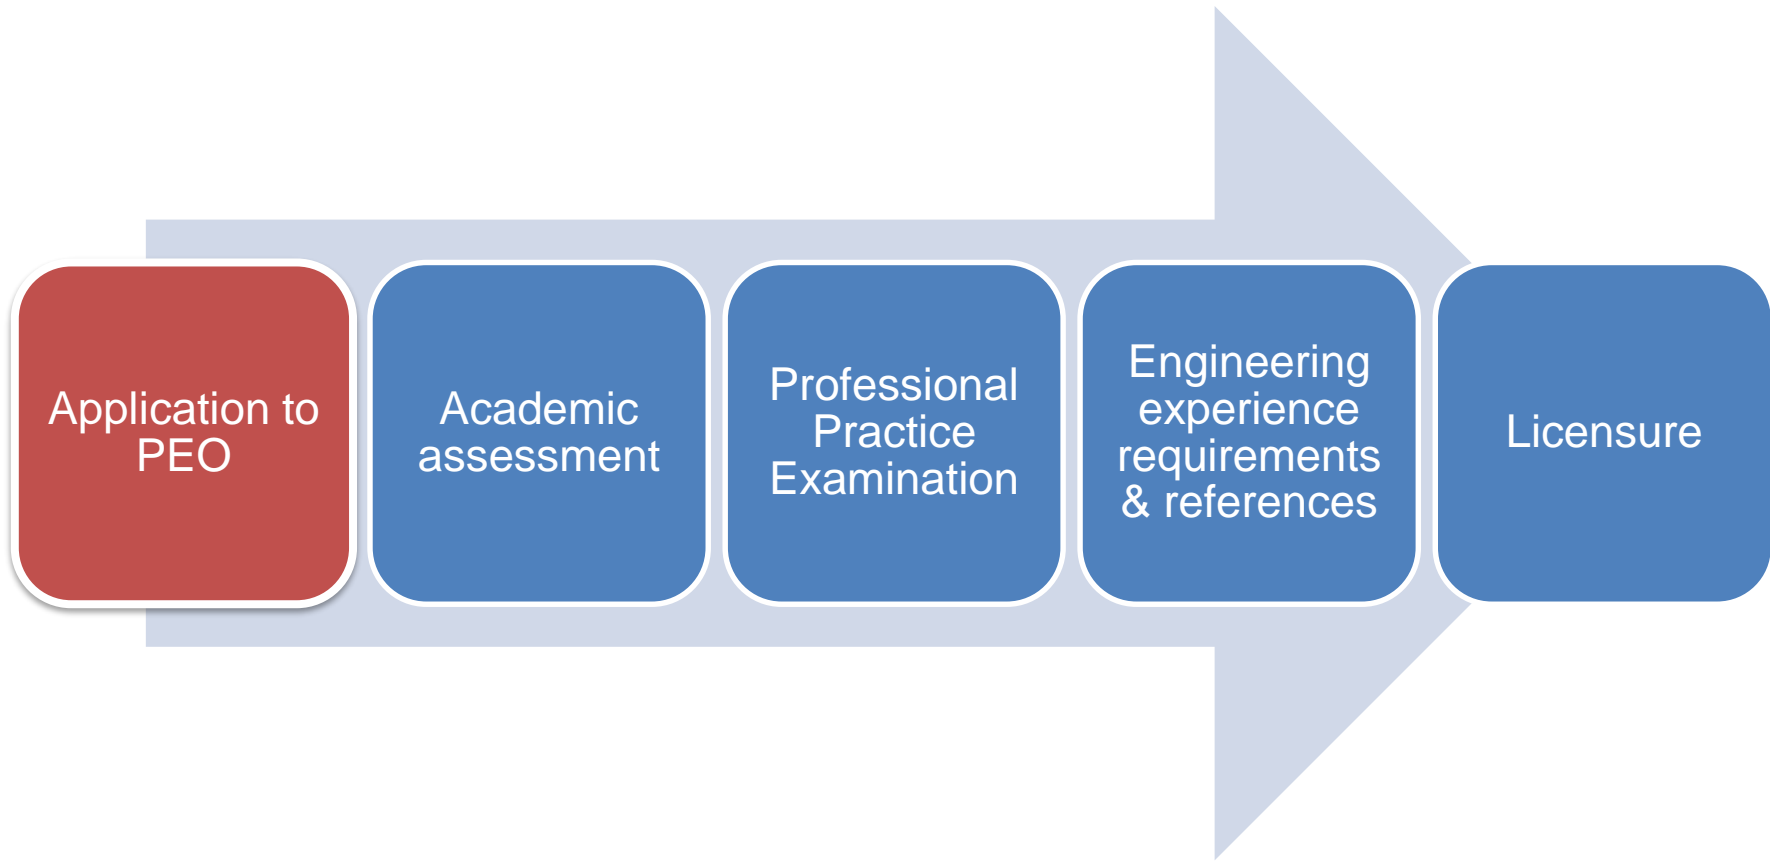 Application to
PEO
Academic
assessment
Professional
Practice
Examination
Engineering
experience
requirements
& references
Licensure